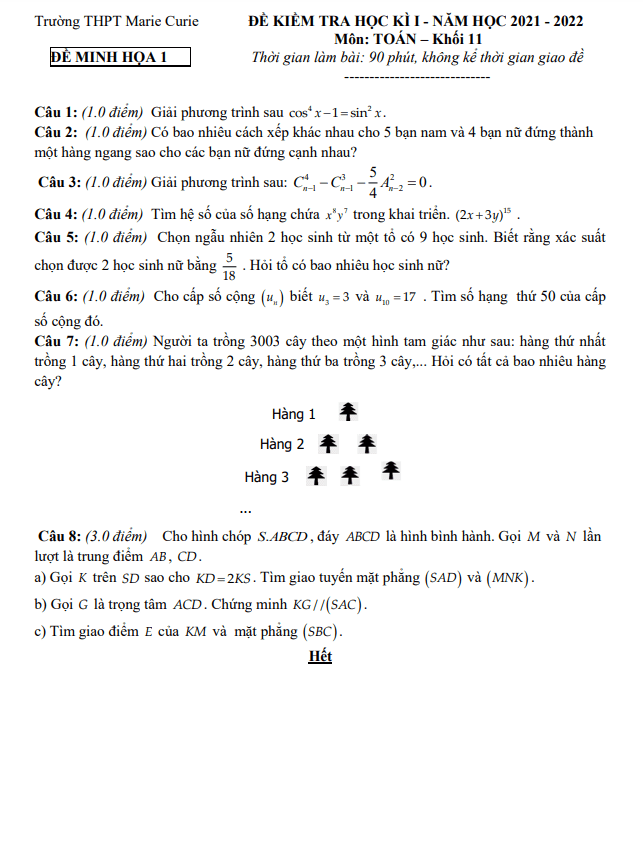 Trường THPT Marie Curie
ĐỀ MINH HỌA 1
ĐỀ KIỂM TRA HỌC KÌ I - NĂM HỌC 2021 - 2022
Môn: TOÁN – Khối 11
Thời gian làm bài: 90 phút, không kể thời gian giao đề
------------------------------
Câu 1: (1.0 điểm) Giải phương trình sau cos⁴ x − 1 = sin² x.
Câu 2: (1.0 điểm) Có bao nhiêu cách xếp khác nhau cho 5 bạn nam và 4 bạn nữ đứng thành
một hàng ngang sao cho các bạn nữ đứng cạnh nhau?
Câu 3: (1.0 điểm) Giải phương trình sau: C_{n-1}^4 − C_{n-1}^3 − 5/4 A_{n-2}^2 = 0.
Câu 4: (1.0 điểm) Tìm hệ số của số hạng chứa x⁸y⁷ trong khai triển. (2x+3y)¹⁵ .
Câu 5: (1.0 điểm) Chọn ngẫu nhiên 2 học sinh từ một tổ có 9 học sinh. Biết rằng xác suất
chọn được 2 học sinh nữ bằng 5/18 . Hỏi tổ có bao nhiêu học sinh nữ?
Câu 6: (1.0 điểm) Cho cấp số cộng (uₙ) biết u₃ = 3 và u₁₀ = 17 . Tìm số hạng thứ 50 của cấp
số cộng đó.
Câu 7: (1.0 điểm) Người ta trồng 3003 cây theo một hình tam giác như sau: hàng thứ nhất
trồng 1 cây, hàng thứ hai trồng 2 cây, hàng thứ ba trồng 3 cây,... Hỏi có tất cả bao nhiêu hàng
cây?
Hàng 1
Hàng 2
Hàng 3
...
Câu 8: (3.0 điểm) Cho hình chóp S.ABCD, đáy ABCD là hình bình hành. Gọi M và N lần
lượt là trung điểm AB, CD.
a) Gọi K trên SD sao cho KD=2KS. Tìm giao tuyến mặt phẳng (SAD) và (MNK).
b) Gọi G là trọng tâm ACD. Chứng minh KG//(SAC).
c) Tìm giao điểm E của KM và mặt phẳng (SBC).
Hết